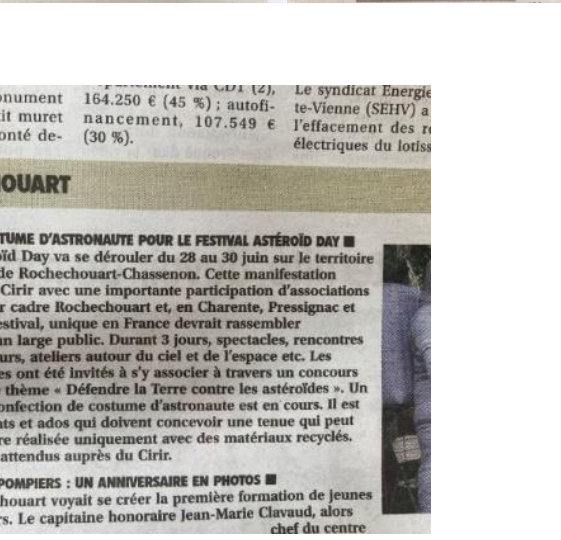 onument
it muret
onté de-
via CDT (2),
164.250 € (45 %) ; autofi-
nancement, 107.549 €
(30 %).
Le syndicat Energie
te-Vienne (SEHV) a
l'effacement des r
électriques du lotiss
OUART
TUME D'ASTRONAUTE POUR LE FESTIVAL ASTÉROÏD DAY
ïd Day va se dérouler du 28 au 30 juin sur le territoire
de Rochechouart-Chassenon. Cette manifestation
Cirir avec une importante participation d'associations
r cadre Rochechouart et, en Charente, Pressignac et
estival, unique en France devrait rassembler
un large public. Durant 3 jours, spectacles, rencontres
urs, ateliers autour du ciel et de l'espace etc. Les
es ont été invités à s'y associer à travers un concours
thème « Défendre la Terre contre les astéroïdes ». Un
onfection de costume d'astronaute est en cours. Il est
ts et ados qui doivent concevoir une tenue qui peut
re réalisée uniquement avec des matériaux recyclés.
attendus auprès du Cirir.
POMPIERS : UN ANNIVERSAIRE EN PHOTOS
houart voyait se créer la première formation de jeunes
rs. Le capitaine honoraire Jean-Marie Clavaud, alors
chef du centre